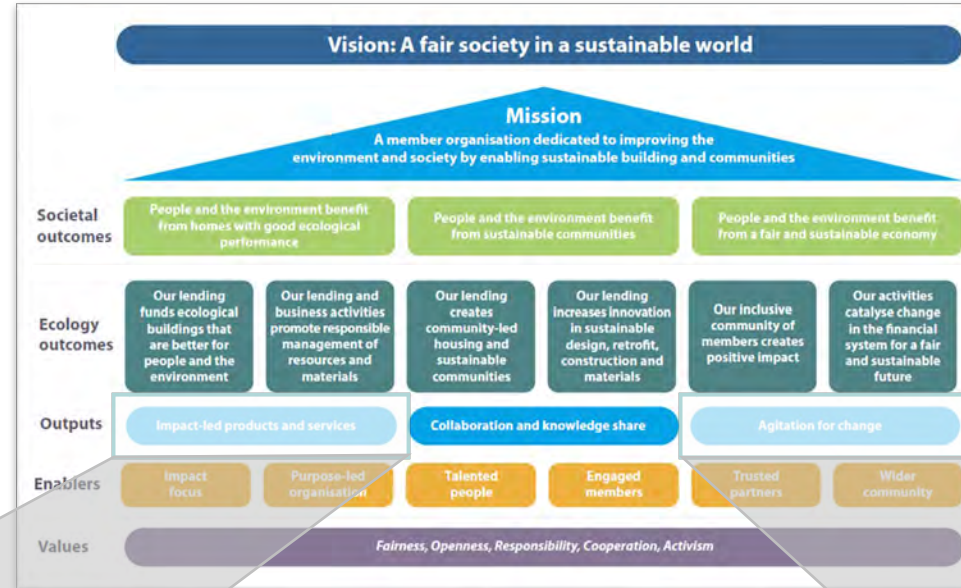 Vision: A fair society in a sustainable world
Mission
A member organisation dedicated to improving the
environment and society by enabling sustainable building and communities
Societal
outcomes
People and the environment benefit
from homes with good ecological
performance
People and the environment benefit
from sustainable communities
People and the environment benefit
from a fair and sustainable economy
Ecology
outcomes
Our lending
funds ecological
buildings that
are better for
people and the
environment
Our lending and
business activities
promote responsible
management of
resources and
materials
Our lending
creates
community-led
housing and
sustainable
communities
Our lending
increases innovation
in sustainable
design, retrofit,
construction and
materials
Our inclusive
community of
members creates
positive impact
Our activities
catalyse change
in the financial
system for a fair
and sustainable
future
Outputs
Impact-led products and services
Collaboration and knowledge share
Agitation for change
Enablers
Impact
focus
Purpose-led
organisation
Talented
people
Engaged
members
Trusted
partners
Wider
community
Values
Fairness, Openness, Responsibility, Cooperation, Activism